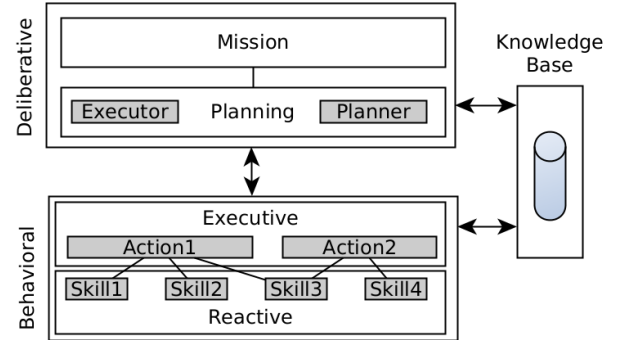 Deliberative
Mission
Executor Planning Planner
Knowledge
Base
Behavioral
Executive
Action1 Action2
Skill1 Skill2 Skill3 Skill4
Reactive